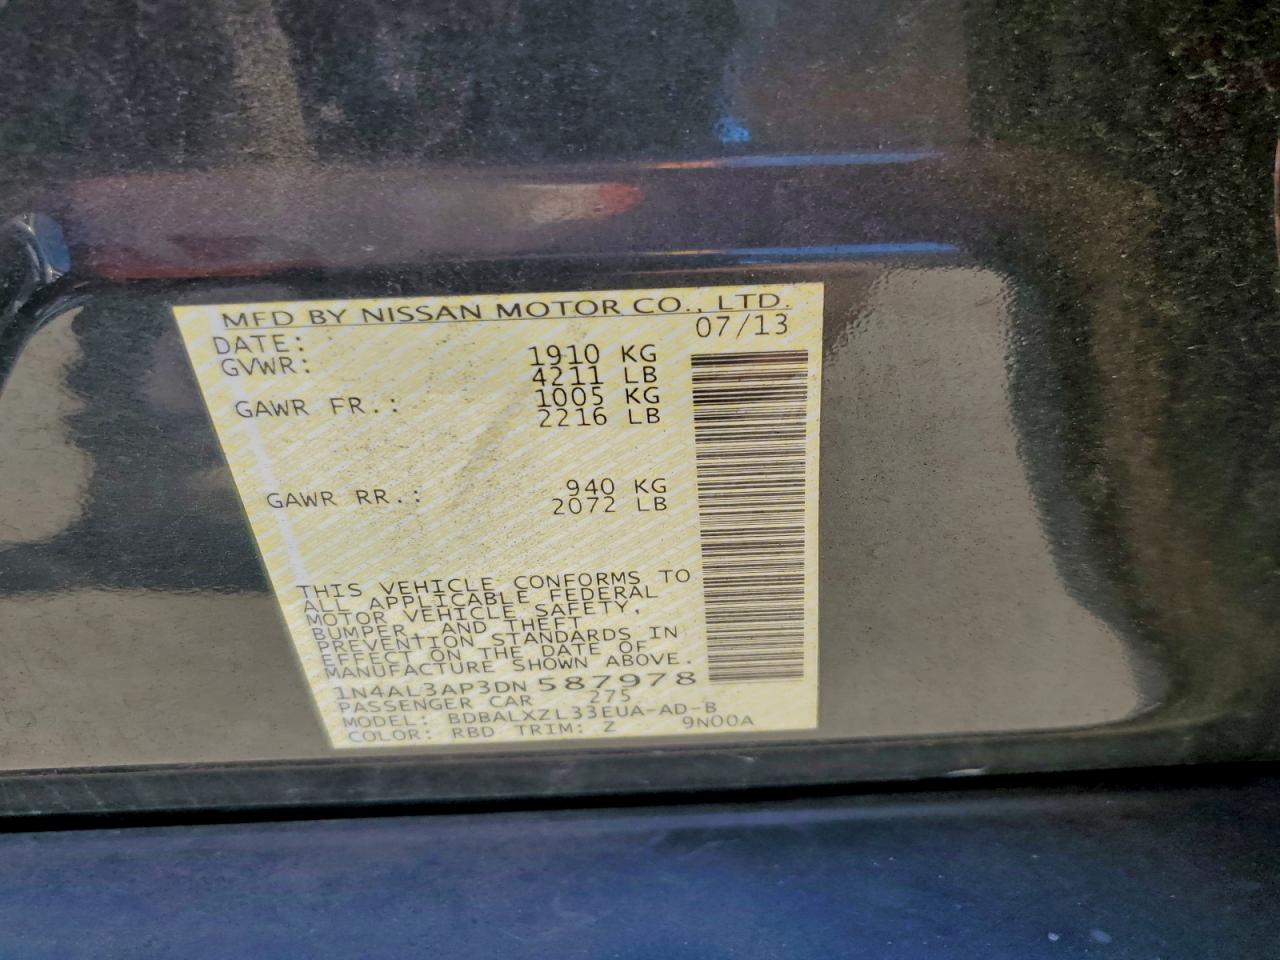 MFD BY NISSAN MOTOR CO., LTD.
DATE: 07/13
GVWR: 1910 KG
4211 LB
GAWR FR.: 1005 KG
2216 LB
GAWR RR.: 940 KG
2072 LB
THIS VEHICLE CONFORMS TO
ALL APPLICABLE FEDERAL
MOTOR VEHICLE SAFETY,
BUMPER, AND THEFT
PREVENTION STANDARDS IN
EFFECT ON THE DATE OF
MANUFACTURE SHOWN ABOVE.
1N4AL3AP3DN587978
PASSENGER CAR 275
MODEL: BDBALXZL33EUA-AD-B
COLOR: RBD TRIM: Z 9N00A